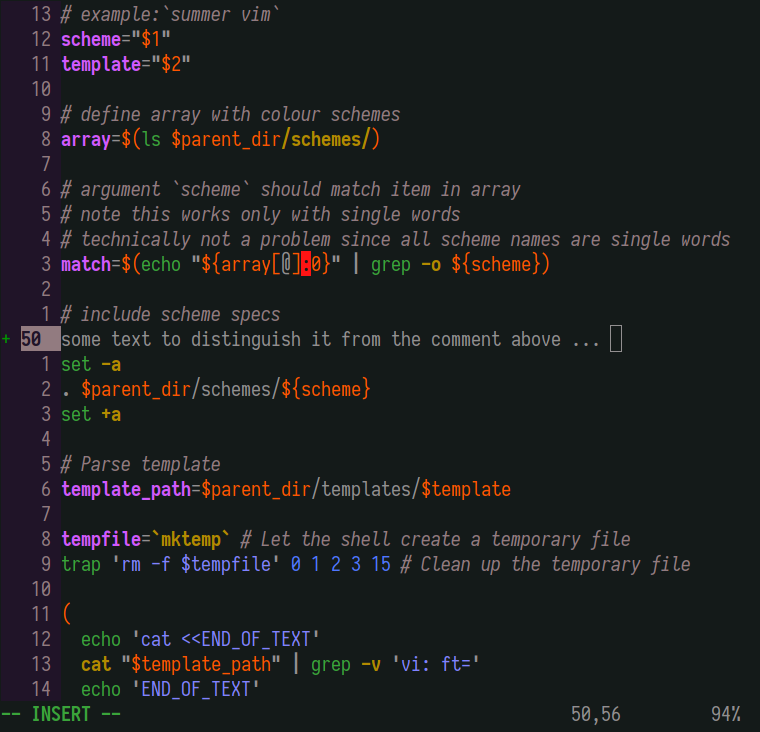 13 # example:`summer vim`
12 scheme="$1"
11 template="$2"
10
9 # define array with colour schemes
8 array=$(ls $parent_dir/schemes/)
7
6 # argument `scheme` should match item in array
5 # note this works only with single words
4 # technically not a problem since all scheme names are single words
3 match=$(echo "${array[@]:0}" | grep -o ${scheme})
2
1 # include scheme specs
+ 50 some text to distinguish it from the comment above ...
1 set -a
2 . $parent_dir/schemes/${scheme}
3 set +a
4
5 # Parse template
6 template_path=$parent_dir/templates/$template
7
8 tempfile=`mktemp` # Let the shell create a temporary file
9 trap 'rm -f $tempfile' 0 1 2 3 15 # Clean up the temporary file
10
11 (
12 echo 'cat <<END_OF_TEXT'
13 cat "$template_path" | grep -v 'vi: ft='
14 echo 'END_OF_TEXT'
-- INSERT -- 50,56 94%